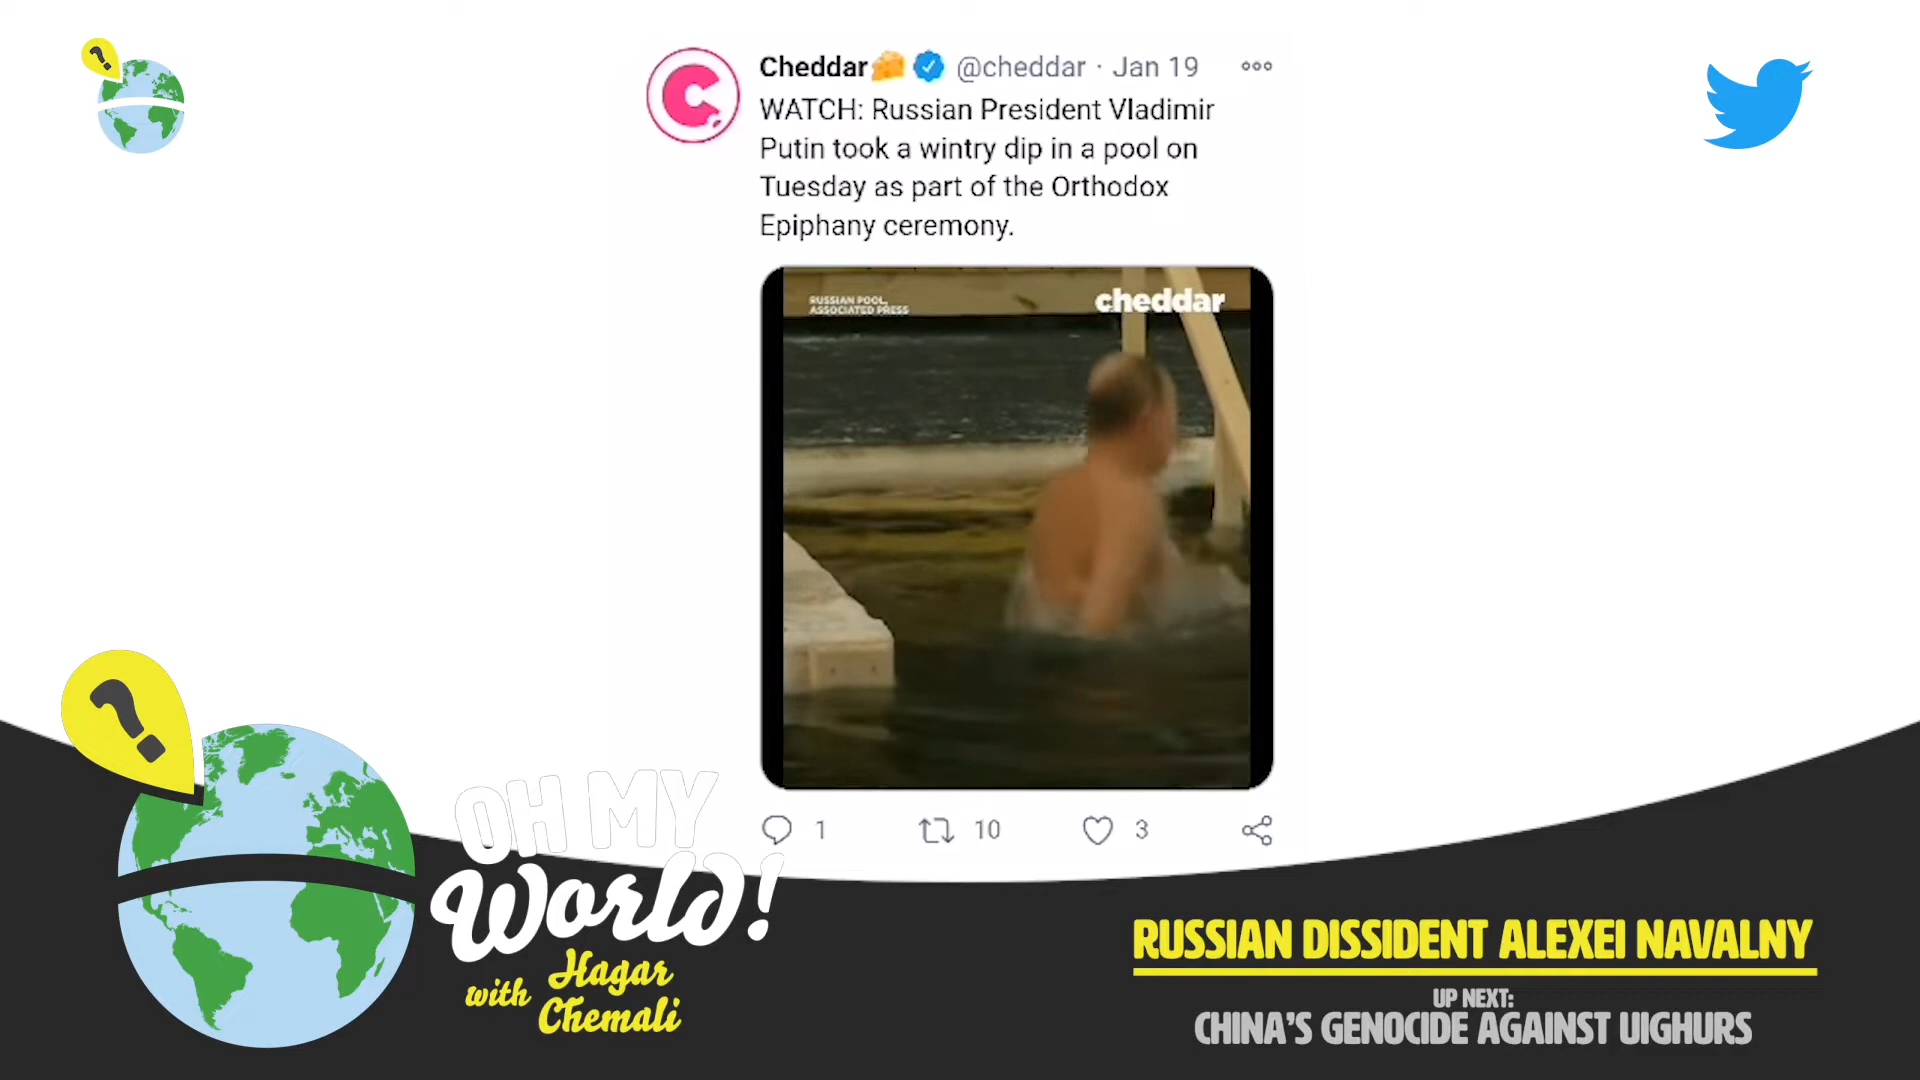 Cheddar @cheddar · Jan 19
WATCH: Russian President Vladimir
Putin took a wintry dip in a pool on
Tuesday as part of the Orthodox
Epiphany ceremony.
RUSSIAN POOL,
ASSOCIATED PRESS
cheddar
1 10 3
OH MY
World!
with Hagar
Chemali
RUSSIAN DISSIDENT ALEXEI NAVALNY
UP NEXT:
CHINA'S GENOCIDE AGAINST UIGHURS